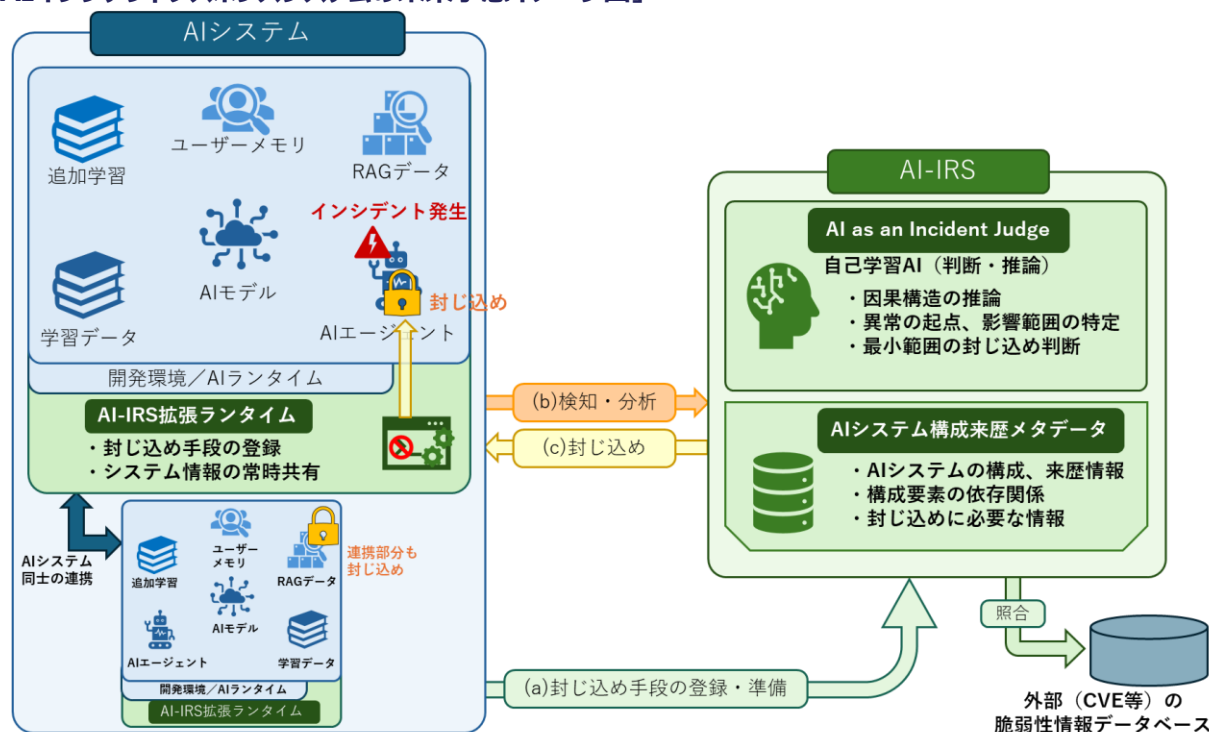 AIシステム
追加学習
ユーザーメモリ
RAGデータ
インシデント発生
AIモデル
封じ込め
学習データ
AIエージェント
開発環境／AIランタイム
AI-IRS拡張ランタイム
・封じ込め手段の登録
・システム情報の常時共有
AIシステム
同士の連携
追加学習
ユーザー
メモリ
RAGデータ
連携部分も
封じ込め
AIモデル
AIエージェント
学習データ
開発環境／AIランタイム
AI-IRS拡張ランタイム
(b)検知・分析
(c)封じ込め
(a)封じ込め手段の登録・準備
AI-IRS
AI as an Incident Judge
自己学習AI（判断・推論）
・因果構造の推論
・異常の起点、影響範囲の特定
・最小範囲の封じ込め判断
AIシステム構成来歴メタデータ
・AIシステムの構成、来歴情報
・構成要素の依存関係
・封じ込めに必要な情報
照合
外部（CVE等）の
脆弱性情報データベース